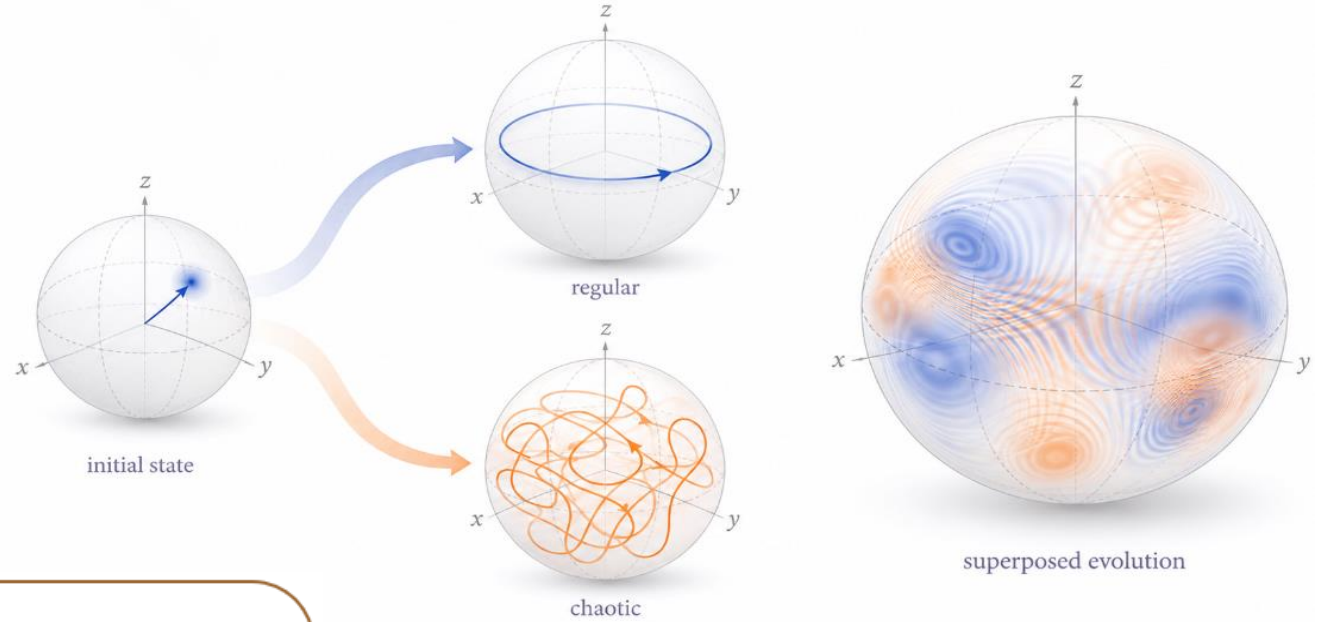 z
x
y
initial state
z
x
y
regular
z
x
y
chaotic
z
x
y
superposed evolution